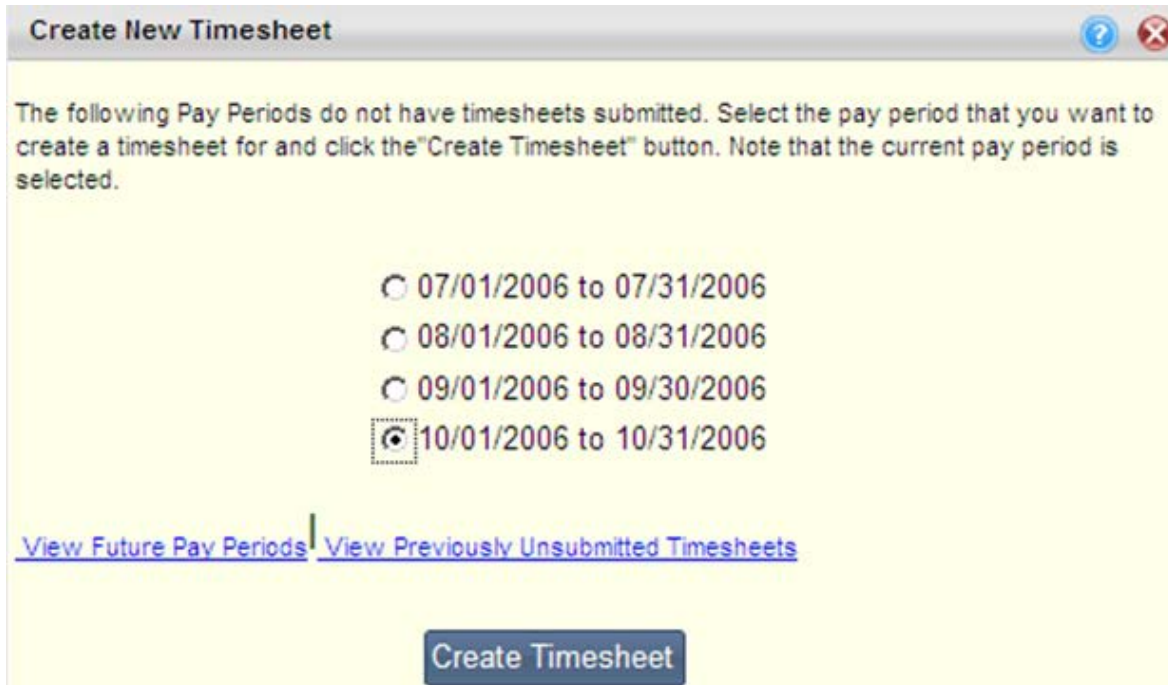 Create New Timesheet
The following Pay Periods do not have timesheets submitted. Select the pay period that you want to
create a timesheet for and click the"Create Timesheet" button. Note that the current pay period is
selected.
07/01/2006 to 07/31/2006
08/01/2006 to 08/31/2006
09/01/2006 to 09/30/2006
10/01/2006 to 10/31/2006
View Future Pay Periods | View Previously Unsubmitted Timesheets
Create Timesheet